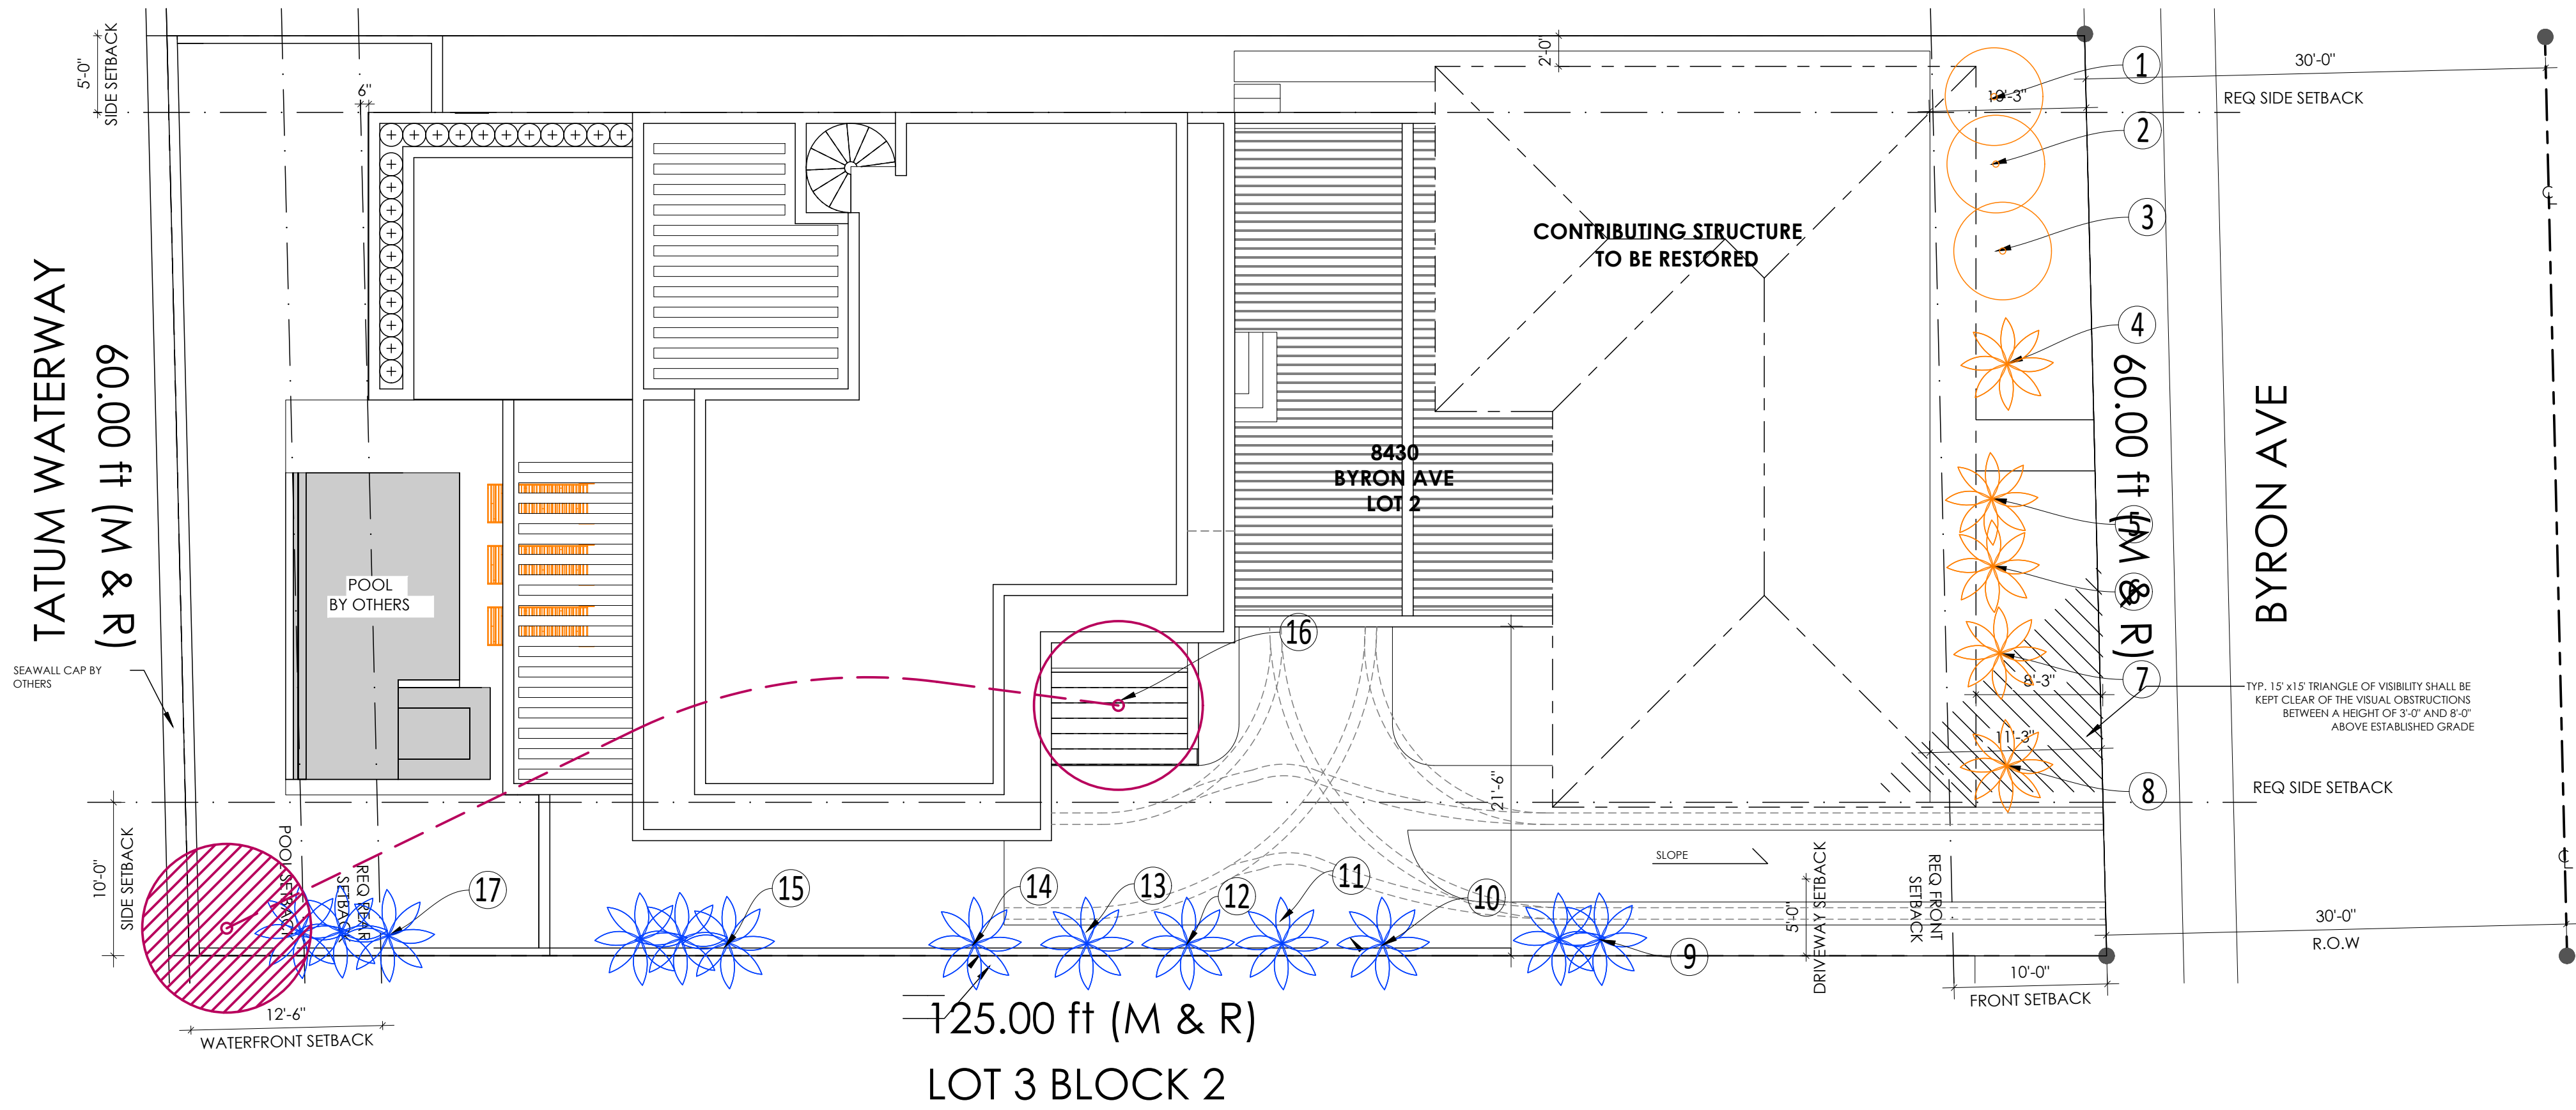 5'-0"
SIDE SETBACK
6"
2'-0"
10'-3"
30'-0"
REQ SIDE SETBACK
1
2
3
4
5
6
7
8
CONTRIBUTING STRUCTURE
TO BE RESTORED
8430
BYRON AVE
LOT 2
TATUM WATERWAY
60.00 ft (M & R)
60.00 ft (M & R)
BYRON AVE
CL
POOL
BY OTHERS
SEAWALL CAP BY
OTHERS
16
8'-3"
11'-3"
TYP. 15' x15' TRIANGLE OF VISIBILITY SHALL BE
KEPT CLEAR OF THE VISUAL OBSTRUCTIONS
BETWEEN A HEIGHT OF 3'-0" AND 8'-0"
ABOVE ESTABLISHED GRADE
21'-6"
REQ SIDE SETBACK
CL
10'-0"
SIDE SETBACK
POOL SETBACK
REQ REAR
SETBACK
17
15
14
13
12
11
10
9
SLOPE
5'-0"
DRIVEWAY SETBACK
REQ FRONT
SETBACK
30'-0"
R.O.W
10'-0"
FRONT SETBACK
12'-6"
WATERFRONT SETBACK
125.00 ft (M & R)
LOT 3 BLOCK 2